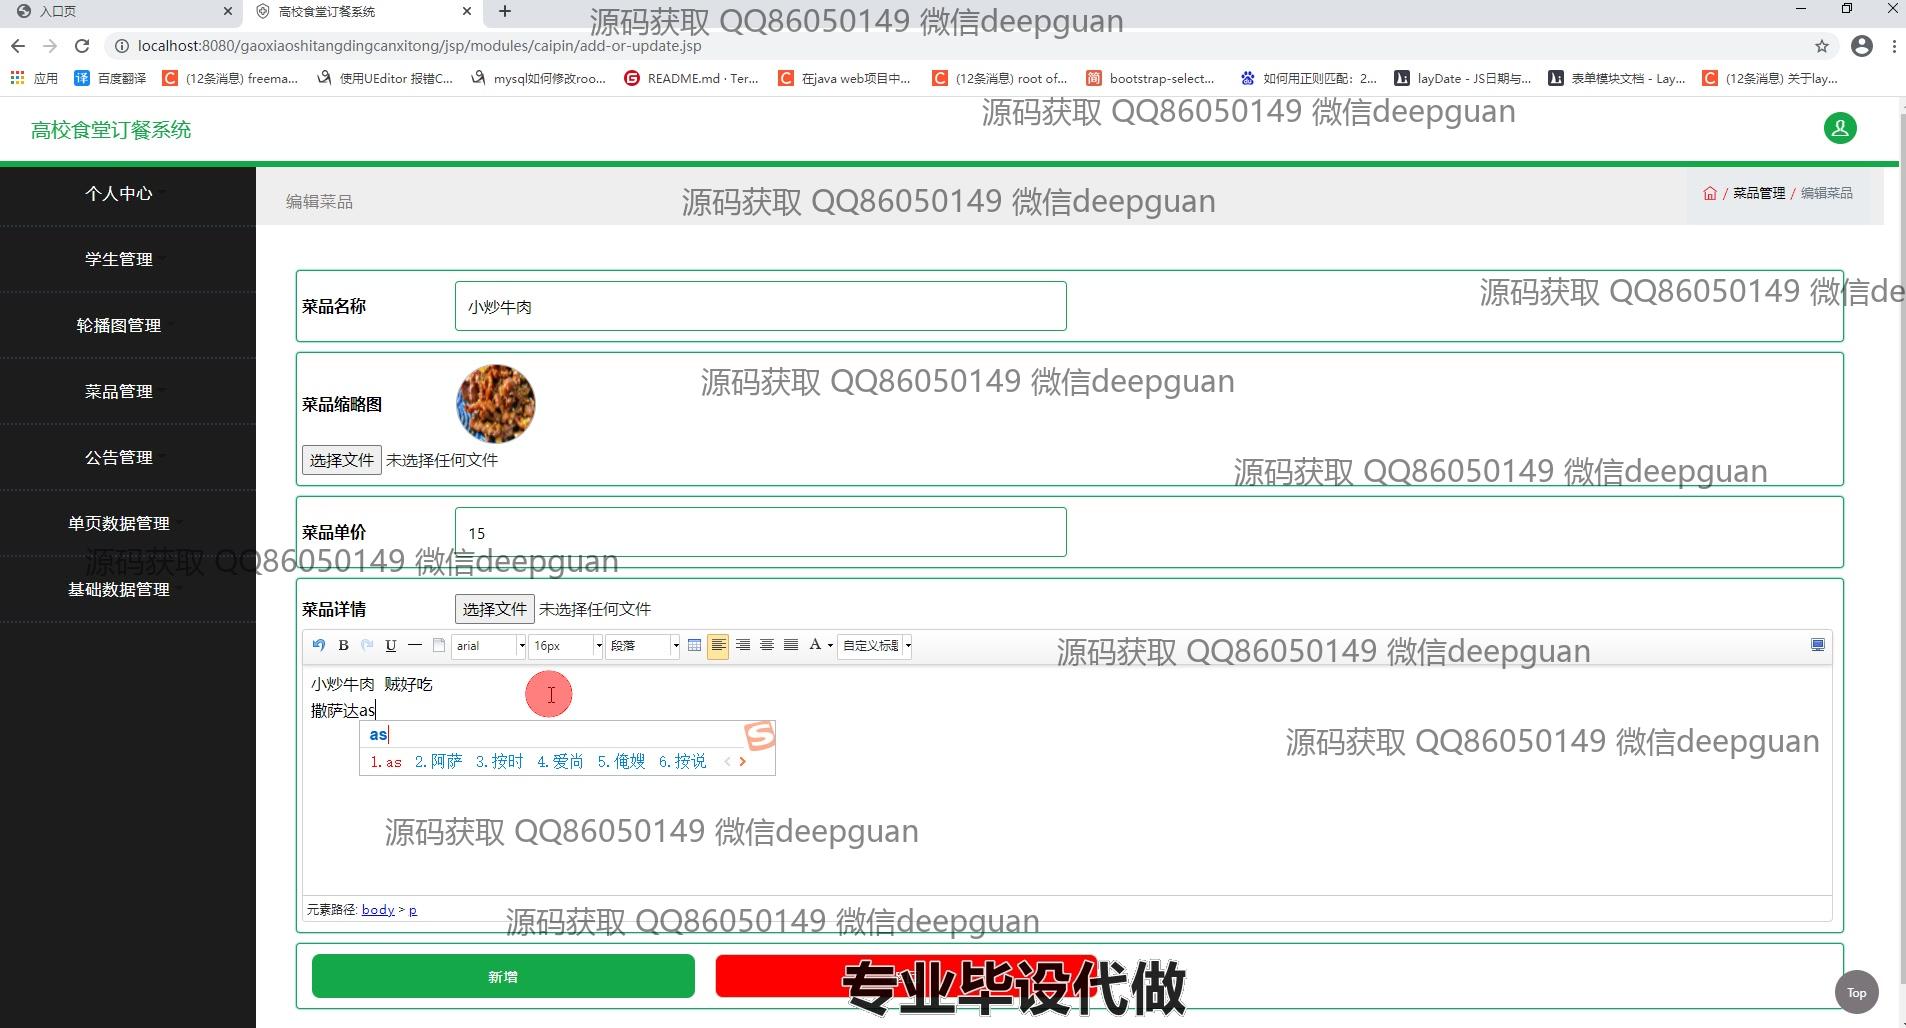 入口页
高校食堂订餐系统
源码获取 QQ86050149 微信deepguan
localhost:8080/gaoxiaoshitangdingcanxitong/jsp/modules/caipin/add-or-update.jsp
应用 百度翻译 (12条消息) freema... 使用UEditor 报错C... mysql如何修改roo... README.md · Ter... 在java web项目中... (12条消息) root of... bootstrap-select... 如何用正则匹配：2... layDate - JS日期与... 表单模块文档 - Lay... (12条消息) 关于lay...
源码获取 QQ86050149 微信deepguan
高校食堂订餐系统
个人中心
学生管理
轮播图管理
菜品管理
公告管理
单页数据管理
基础数据管理
编辑菜品
源码获取 QQ86050149 微信deepguan
/ 菜品管理 / 编辑菜品
菜品名称 小炒牛肉
源码获取 QQ86050149 微信de
菜品缩略图
源码获取 QQ86050149 微信deepguan
选择文件 未选择任何文件
源码获取 QQ86050149 微信deepguan
菜品单价 15
源码获取 QQ86050149 微信deepguan
菜品详情 选择文件 未选择任何文件
B U arial 16px 段落 A 自定义标题
源码获取 QQ86050149 微信deepguan
小炒牛肉 贼好吃
撒萨达as
as
1.as 2.阿萨 3.按时 4.爱尚 5.俺嫂 6.按说
源码获取 QQ86050149 微信deepguan
源码获取 QQ86050149 微信deepguan
元素路径: body > p
源码获取 QQ86050149 微信deepguan
新增
专业毕设代做
Top